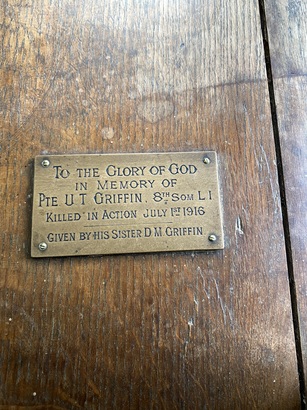 TO THE GLORY OF GOD
IN MEMORY OF
PTE U T GRIFFIN. 8TH SOM L I
KILLED IN ACTION JULY 1ST 1916
GIVEN BY HIS SISTER D M GRIFFIN